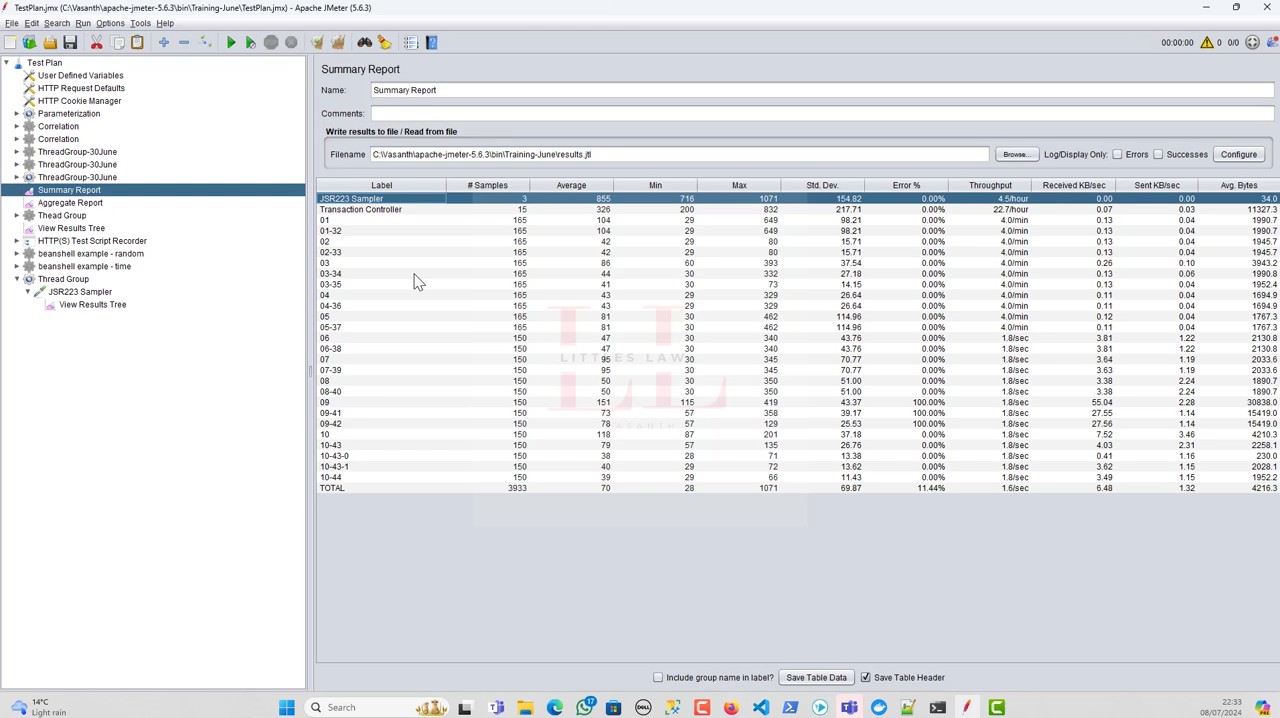 TestPlan.jmx (C:\Vasanth\apache-jmeter-5.6.3\bin\Training-June\TestPlan.jmx) - Apache JMeter (5.6.3)
File Edit Search Run Options Tools Help
00:00:00 0 0/0
Test Plan
User Defined Variables
HTTP Request Defaults
HTTP Cookie Manager
Parameterization
Correlation
Correlation
ThreadGroup-30June
ThreadGroup-30June
ThreadGroup-30June
Summary Report
Aggregate Report
Thead Group
View Results Tree
HTTP(S) Test Script Recorder
beanshell example - random
beanshell example - time
Thread Group
JSR223 Sampler
View Results Tree
Summary Report
Name: Summary Report
Comments:
Write results to file / Read from file
Filename C:\Vasanth\apache-jmeter-5.6.3\bin\Training-June\results.jtl Browse... Log/Display Only: Errors Successes Configure
Label # Samples Average Min Max Std. Dev. Error % Throughput Received KB/sec Sent KB/sec Avg. Bytes
JSR223 Sampler 3 855 716 1071 154.82 0.00% 4.5/hour 0.00 0.00 34.0
Transaction Controller 15 326 200 832 217.71 0.00% 22.7/hour 0.07 0.03 11327.3
01 165 104 29 649 98.21 0.00% 4.0/min 0.13 0.04 1990.7
01-32 165 104 29 649 98.21 0.00% 4.0/min 0.13 0.04 1990.7
02 165 42 29 80 15.71 0.00% 4.0/min 0.13 0.04 1945.7
02-33 165 42 29 80 15.71 0.00% 4.0/min 0.13 0.04 1945.7
03 165 86 60 393 37.54 0.00% 4.0/min 0.26 0.10 3943.2
03-34 165 44 30 332 27.18 0.00% 4.0/min 0.13 0.06 1990.8
03-35 165 41 30 73 14.15 0.00% 4.0/min 0.13 0.04 1952.4
04 165 43 29 329 26.64 0.00% 4.0/min 0.11 0.04 1694.9
04-36 165 43 29 329 26.64 0.00% 4.0/min 0.11 0.04 1694.9
05 165 81 30 462 114.96 0.00% 4.0/min 0.12 0.04 1767.3
05-37 165 81 30 462 114.96 0.00% 4.0/min 0.11 0.04 1767.3
06 150 47 30 340 43.76 0.00% 1.8/sec 3.81 1.22 2130.8
06-38 150 47 30 340 43.76 0.00% 1.8/sec 3.81 1.22 2130.8
07 150 95 30 345 70.77 0.00% 1.8/sec 3.64 1.19 2033.6
07-39 150 95 30 345 70.77 0.00% 1.8/sec 3.63 1.19 2033.6
08 150 50 30 350 51.00 0.00% 1.8/sec 3.38 2.24 1890.7
08-40 150 50 30 350 51.00 0.00% 1.8/sec 3.38 2.24 1890.7
09 150 151 115 419 43.37 100.00% 1.8/sec 55.04 2.28 30838.0
09-41 150 73 57 358 39.17 100.00% 1.8/sec 27.55 1.14 15419.0
09-42 150 78 57 129 25.53 100.00% 1.8/sec 27.56 1.14 15419.0
10 150 118 87 201 37.18 0.00% 1.8/sec 7.52 3.46 4210.3
10-43 150 79 57 135 26.76 0.00% 1.8/sec 4.03 2.31 2258.1
10-43-0 150 38 28 71 13.38 0.00% 1.8/sec 0.41 1.16 230.0
10-43-1 150 40 29 72 13.62 0.00% 1.8/sec 3.62 1.15 2028.1
10-44 150 39 29 66 11.43 0.00% 1.8/sec 3.49 1.15 1952.2
TOTAL 3933 70 28 1071 69.87 11.44% 1.6/sec 6.48 1.32 4216.3
LITTLES LAW
VASANTH
Include group name in label? Save Table Data Save Table Header
14°C
Light rain
Search
17
22:33
08/07/2024